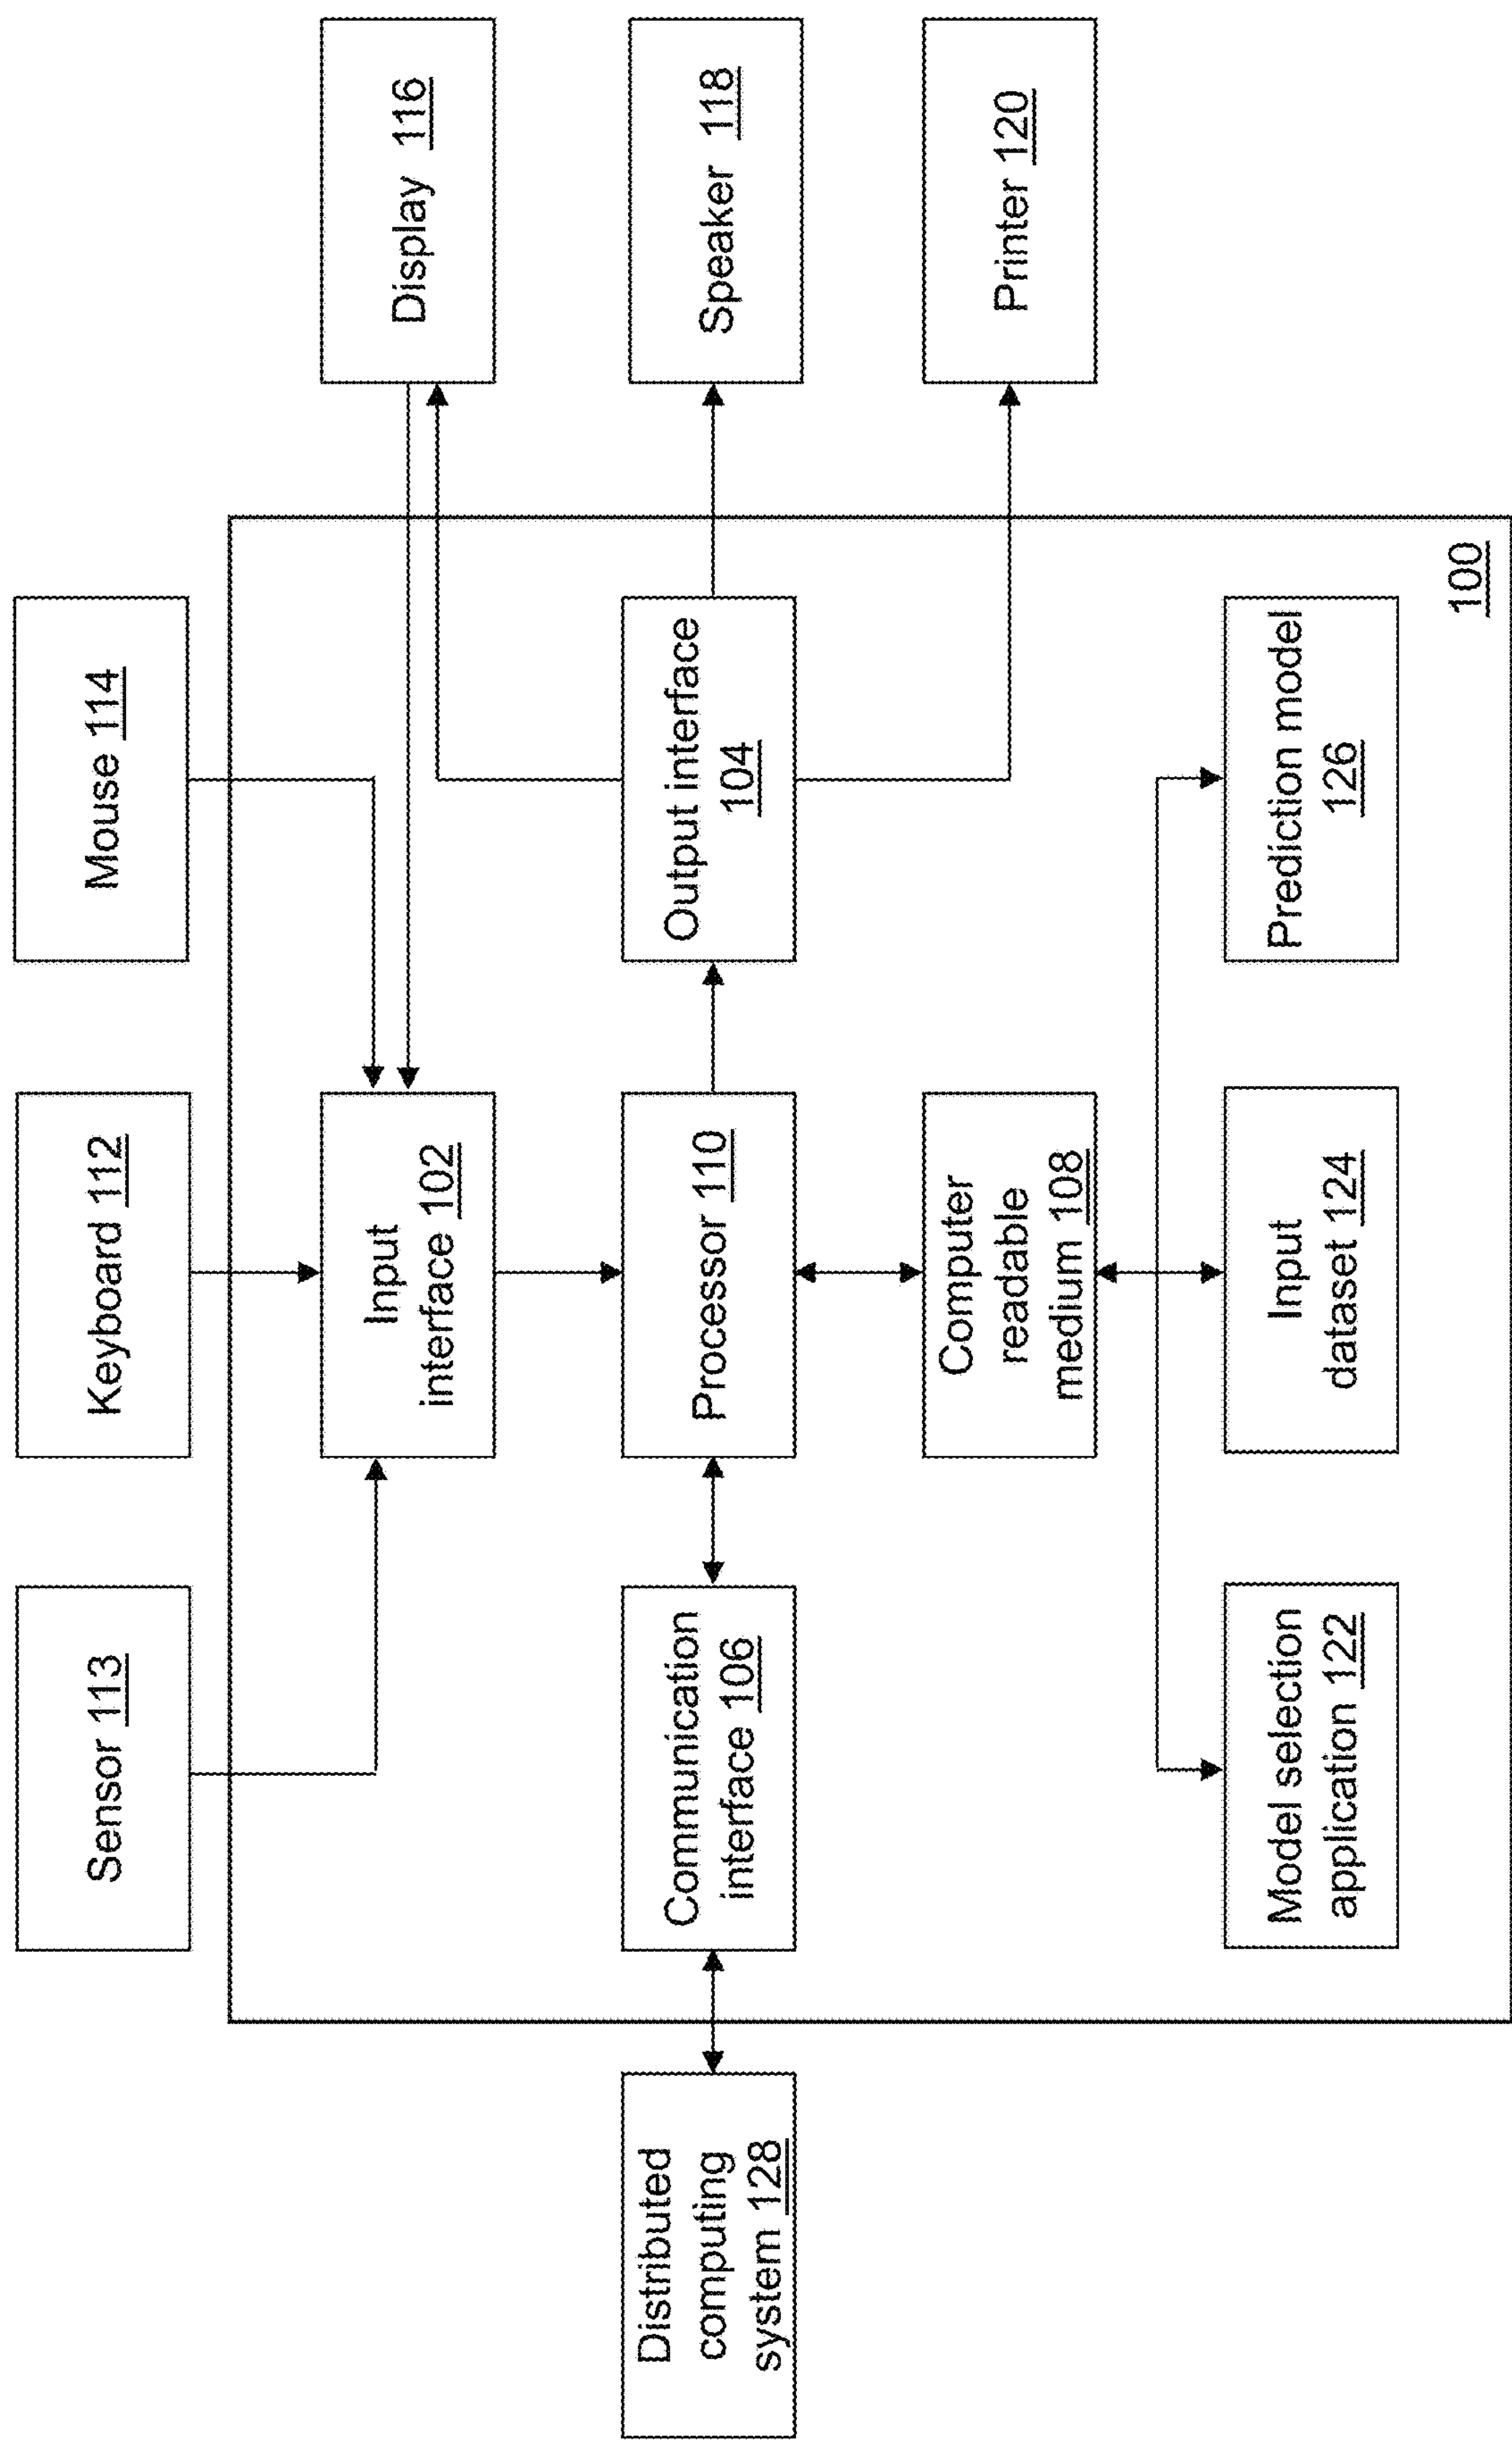 Sensor 113
Keyboard 112
Mouse 114
Input
interface 102
Display 116
Distributed
computing
system 128
Communication
interface 106
Processor 110
Output interface
104
Speaker 118
Computer
readable
medium 108
Printer 120
Model selection
application 122
Input
dataset 124
Prediction model
126
100